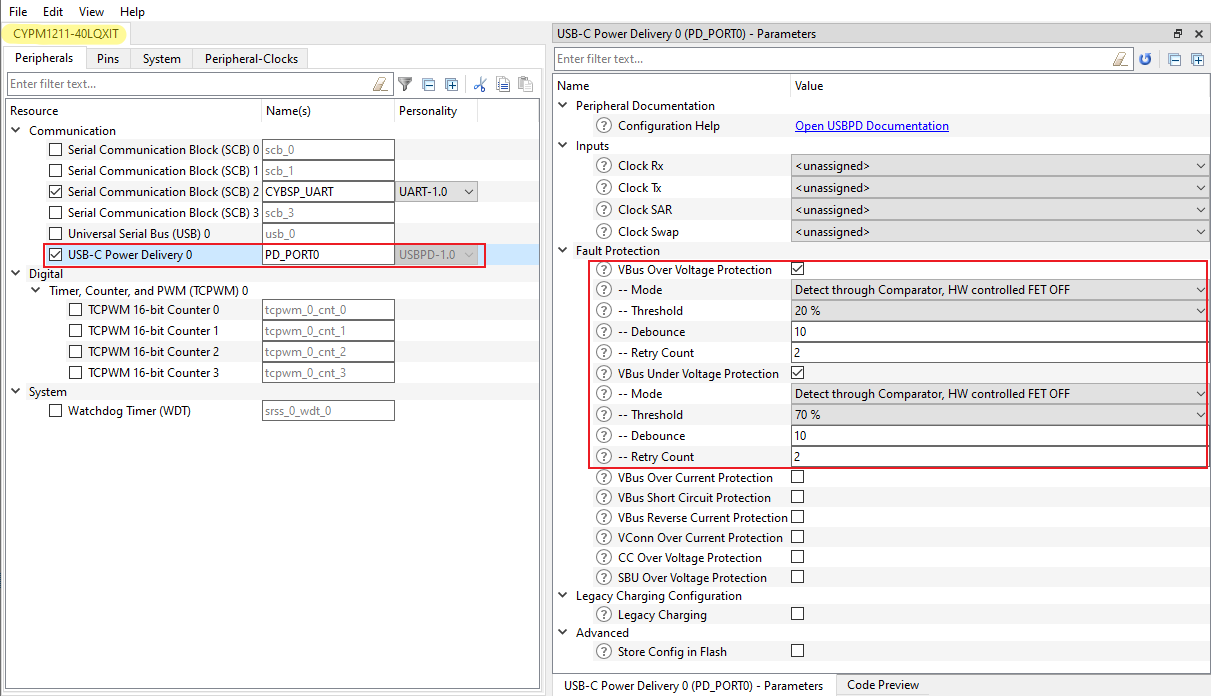 File Edit View Help
CYPM1211-40LQXIT
Peripherals Pins System Peripheral-Clocks
Enter filter text...
Resource Name(s) Personality
Communication
Serial Communication Block (SCB) 0 scb_0
Serial Communication Block (SCB) 1 scb_1
Serial Communication Block (SCB) 2 CYBSP_UART UART-1.0
Serial Communication Block (SCB) 3 scb_3
Universal Serial Bus (USB) 0 usb_0
USB-C Power Delivery 0 PD_PORT0 USBPD-1.0
Digital
Timer, Counter, and PWM (TCPWM) 0
TCPWM 16-bit Counter 0 tcpwm_0_cnt_0
TCPWM 16-bit Counter 1 tcpwm_0_cnt_1
TCPWM 16-bit Counter 2 tcpwm_0_cnt_2
TCPWM 16-bit Counter 3 tcpwm_0_cnt_3
System
Watchdog Timer (WDT) srss_0_wdt_0
USB-C Power Delivery 0 (PD_PORT0) - Parameters
Enter filter text...
Name Value
Peripheral Documentation
Configuration Help Open USBPD Documentation
Inputs
Clock Rx <unassigned>
Clock Tx <unassigned>
Clock SAR <unassigned>
Clock Swap <unassigned>
Fault Protection
VBus Over Voltage Protection
-- Mode Detect through Comparator, HW controlled FET OFF
-- Threshold 20 %
-- Debounce 10
-- Retry Count 2
VBus Under Voltage Protection
-- Mode Detect through Comparator, HW controlled FET OFF
-- Threshold 70 %
-- Debounce 10
-- Retry Count 2
VBus Over Current Protection
VBus Short Circuit Protection
VBus Reverse Current Protection
VConn Over Current Protection
CC Over Voltage Protection
SBU Over Voltage Protection
Legacy Charging Configuration
Legacy Charging
Advanced
Store Config in Flash
USB-C Power Delivery 0 (PD_PORT0) - Parameters Code Preview